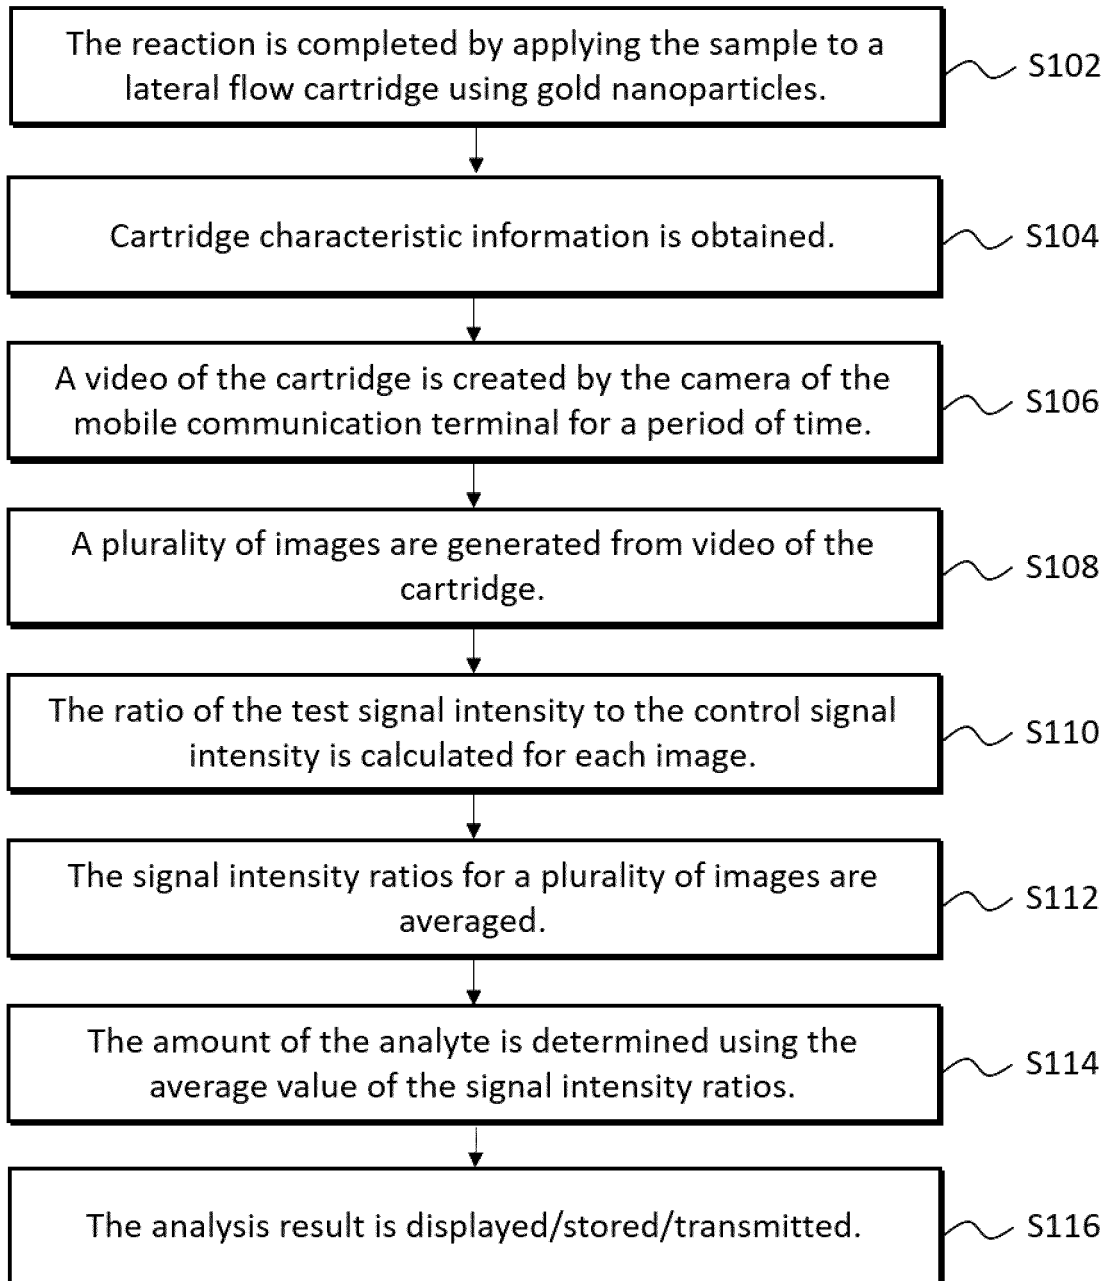 The reaction is completed by applying the sample to a
lateral flow cartridge using gold nanoparticles.
S102
Cartridge characteristic information is obtained.
S104
A video of the cartridge is created by the camera of the
mobile communication terminal for a period of time.
S106
A plurality of images are generated from video of the
cartridge.
S108
The ratio of the test signal intensity to the control signal
intensity is calculated for each image.
S110
The signal intensity ratios for a plurality of images are
averaged.
S112
The amount of the analyte is determined using the
average value of the signal intensity ratios.
S114
The analysis result is displayed/stored/transmitted.
S116